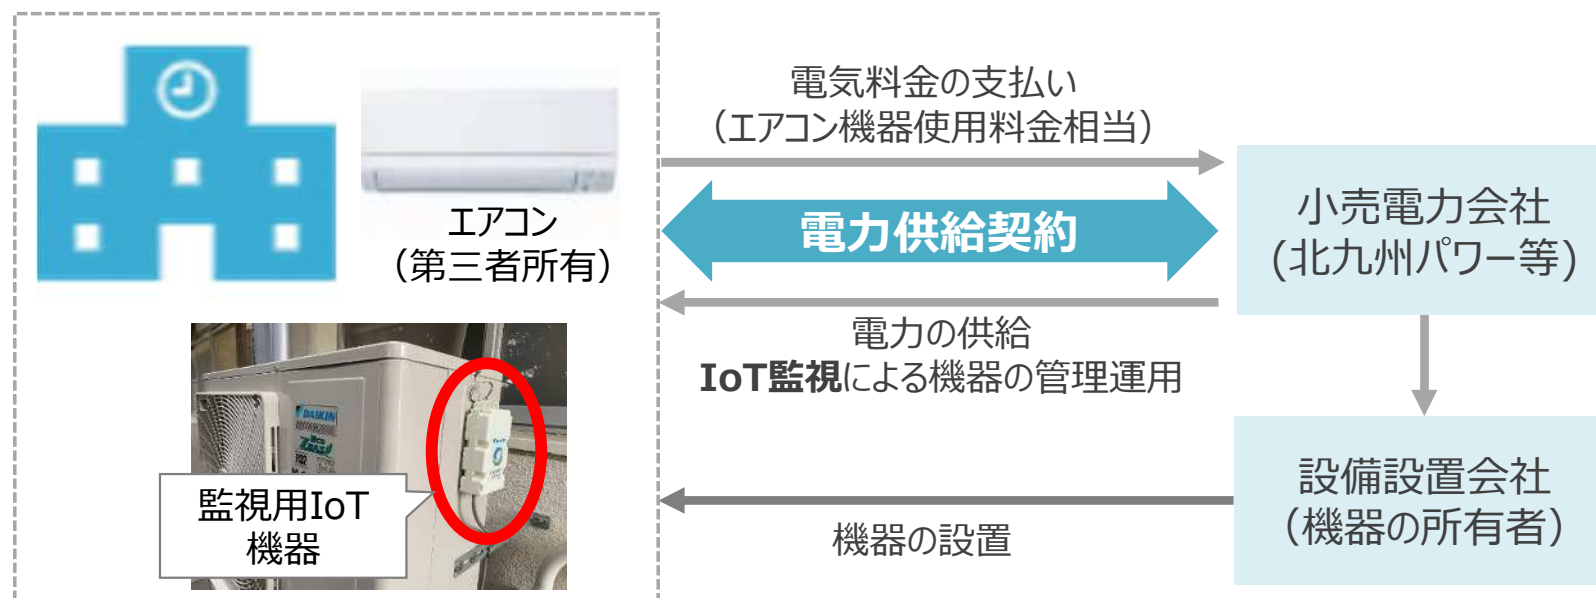 電気料金の支払い
（エアコン機器使用料金相当）
エアコン
（第三者所有）
電力供給契約
小売電力会社
(北九州パワー等)
電力の供給
IoT監視による機器の管理運用
DAIKIN
監視用IoT
機器
設備設置会社
（機器の所有者）
機器の設置